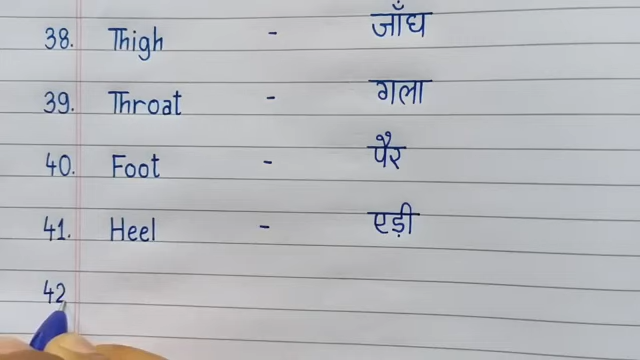 38. Thigh - जाँघ
39. Throat - गला
40. Foot - पैर
41. Heel - एड़ी
42